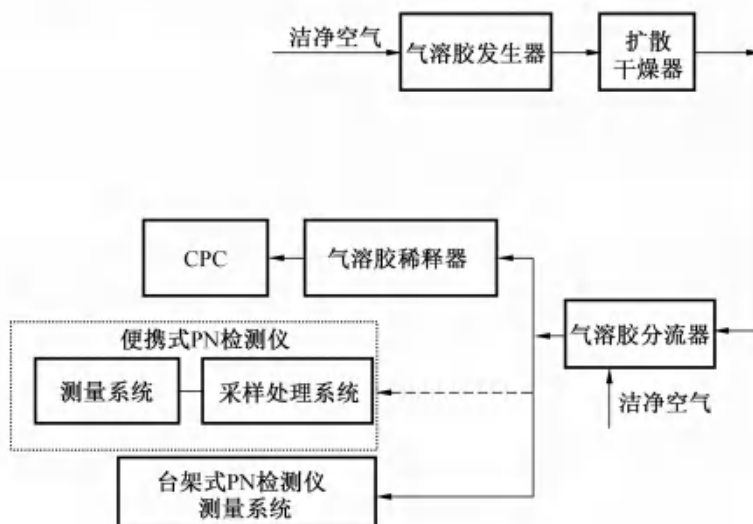 洁净空气
气溶胶发生器
扩散
干燥器
CPC
气溶胶稀释器
便携式PN检测仪
测量系统
采样处理系统
气溶胶分流器
洁净空气
台架式PN检测仪
测量系统